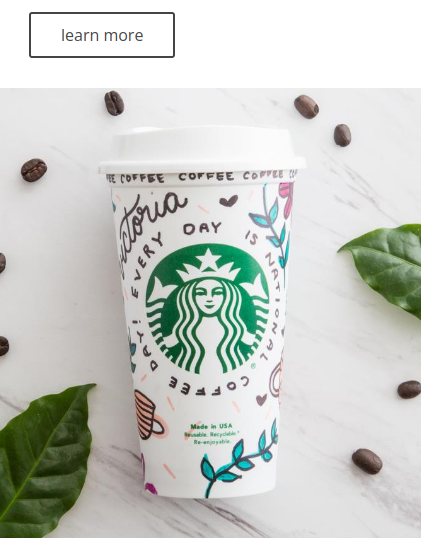 learn more
COFFEE COFFEE COFFEE
Victoria
EVERY DAY IS NATIONAL COFFEE DAY!
Made in USA
Reusable. Recyclable.*
Re-enjoyable.